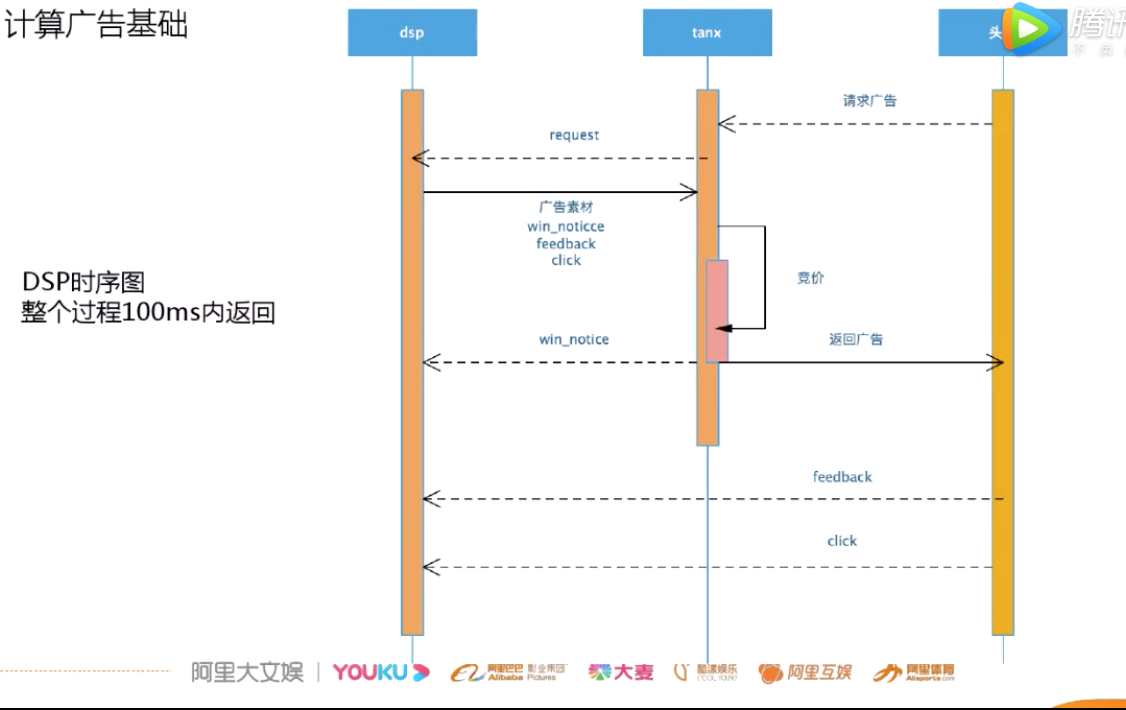 计算广告基础
dsp
tanx
头
腾讯
请求广告
request
广告素材
win_noticce
feedback
click
竞价
DSP时序图
整个过程100ms内返回
win_notice
返回广告
feedback
click
阿里大文娱
YOUKU
阿里巴巴 影业集团
Alibaba Pictures
大麦
酷漾娱乐
COOL YOUNG
阿里互娱
阿里体育
Alisports.com